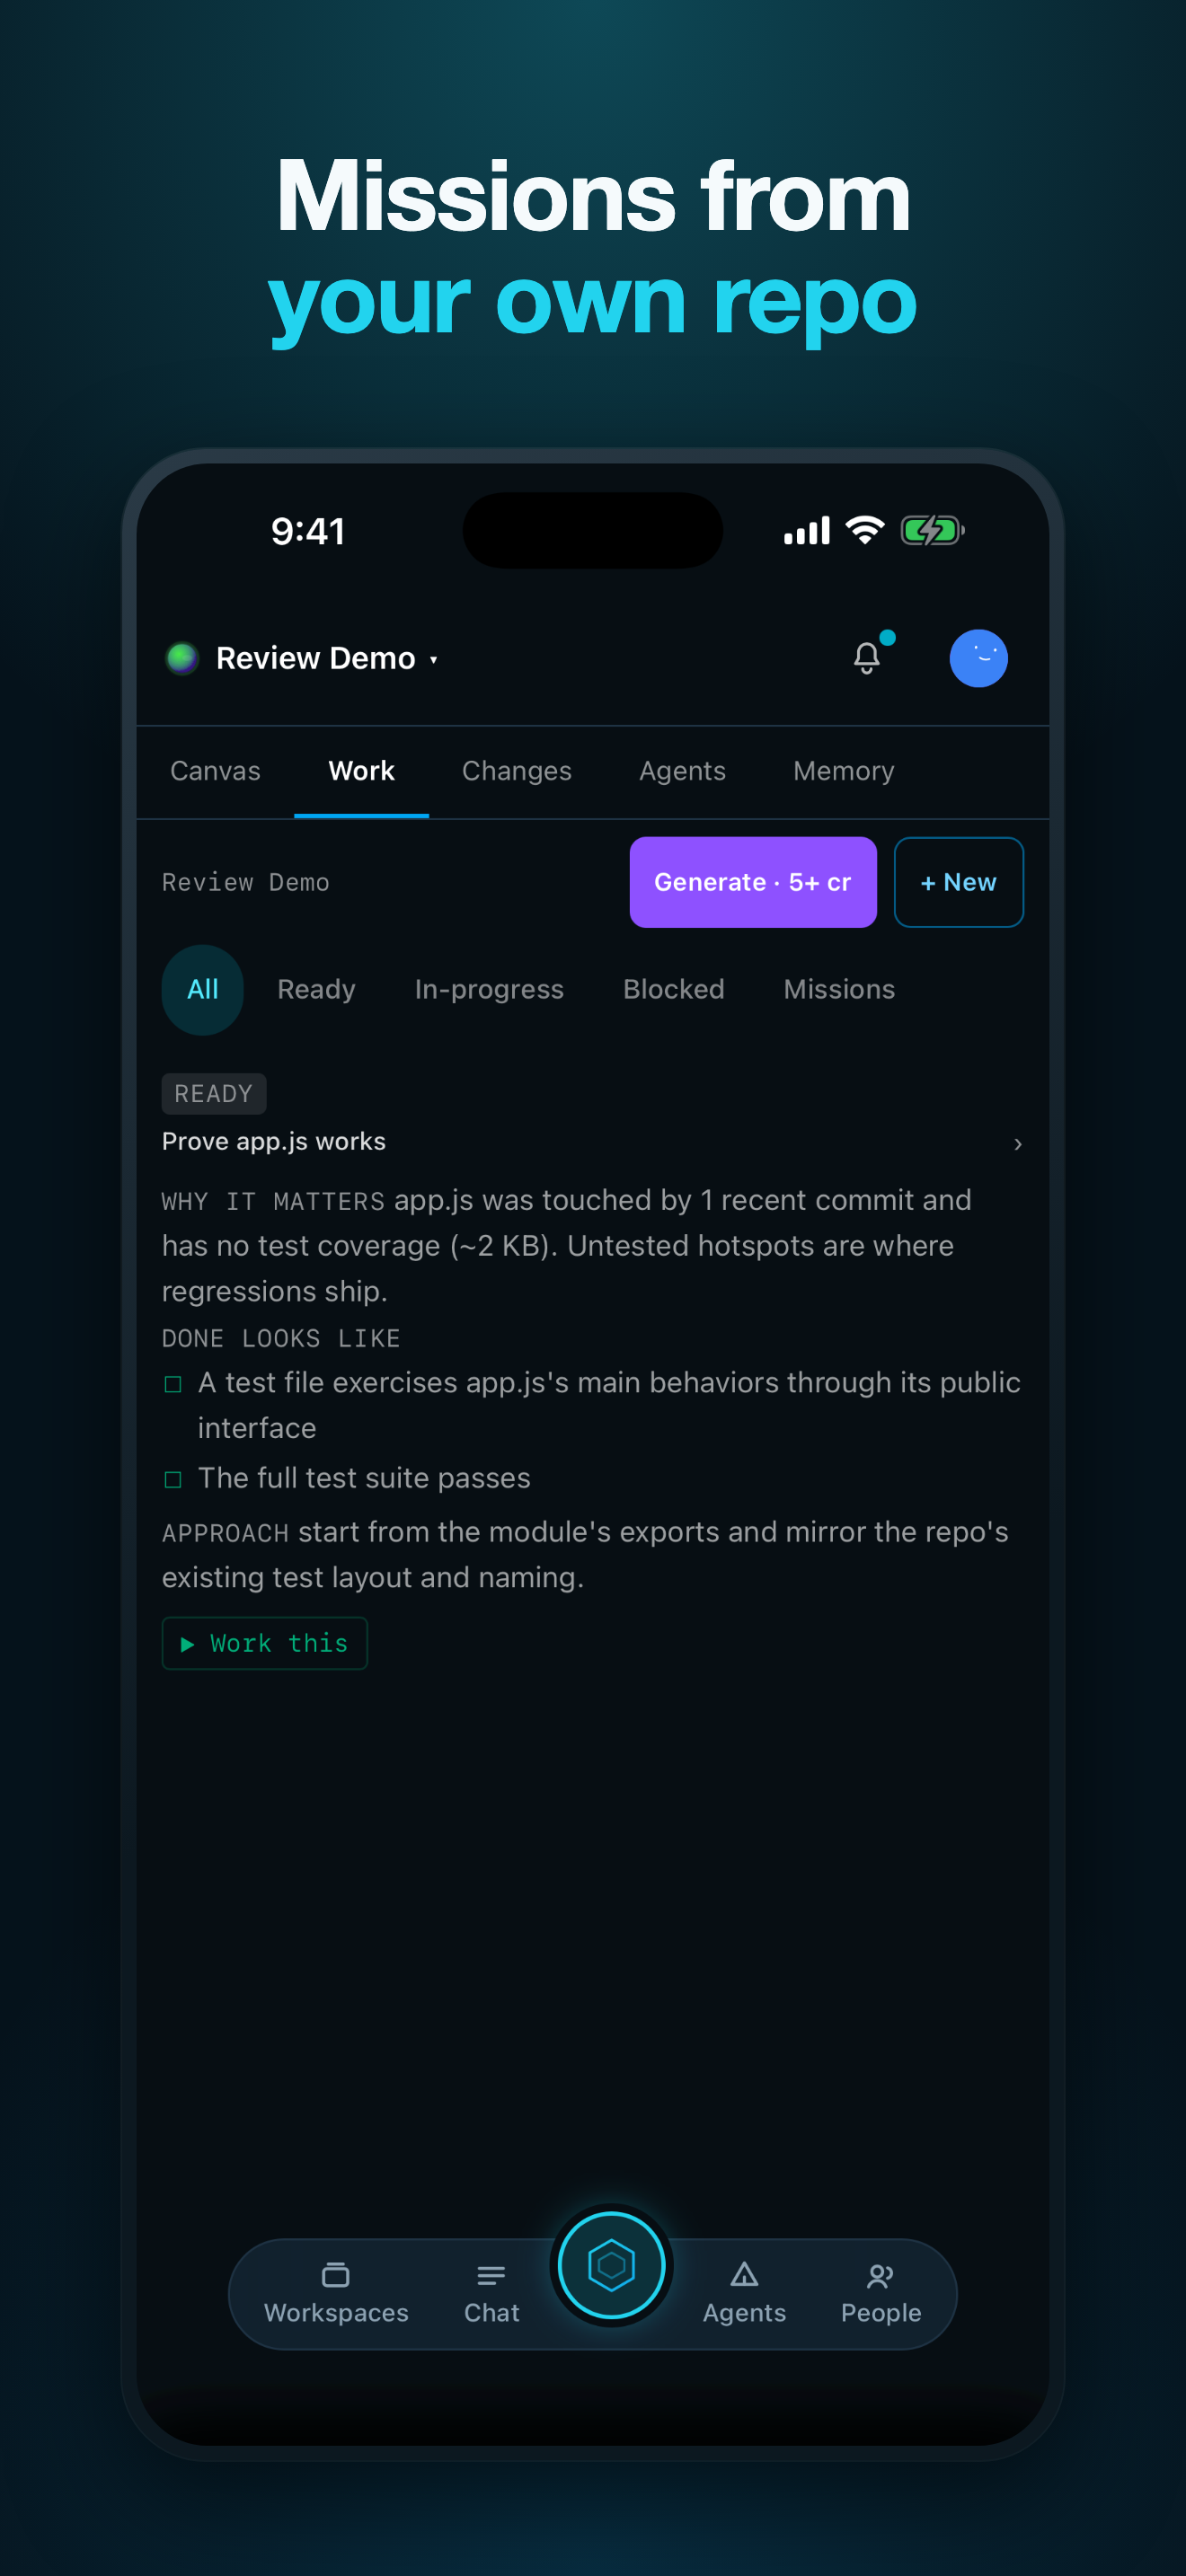 Missions from
your own repo
9:41
Review Demo ▾
Canvas Work Changes Agents Memory
Review Demo
Generate · 5+ cr
+ New
All Ready In-progress Blocked Missions
READY
Prove app.js works ›
WHY IT MATTERS app.js was touched by 1 recent commit and
has no test coverage (~2 KB). Untested hotspots are where
regressions ship.
DONE LOOKS LIKE
□ A test file exercises app.js's main behaviors through its public
interface
□ The full test suite passes
APPROACH start from the module's exports and mirror the repo's
existing test layout and naming.
▶ Work this
Workspaces Chat Agents People